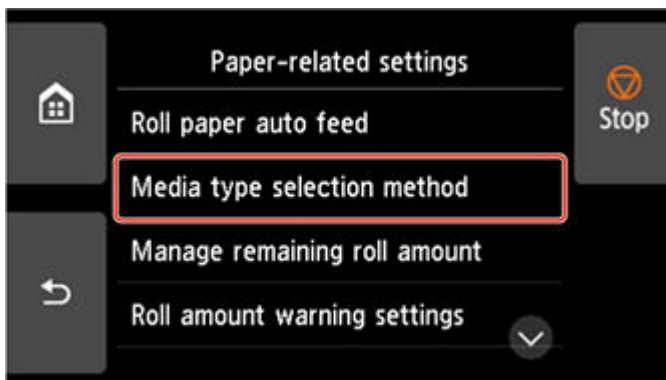 Paper-related settings
Stop
Roll paper auto feed
Media type selection method
Manage remaining roll amount
Roll amount warning settings